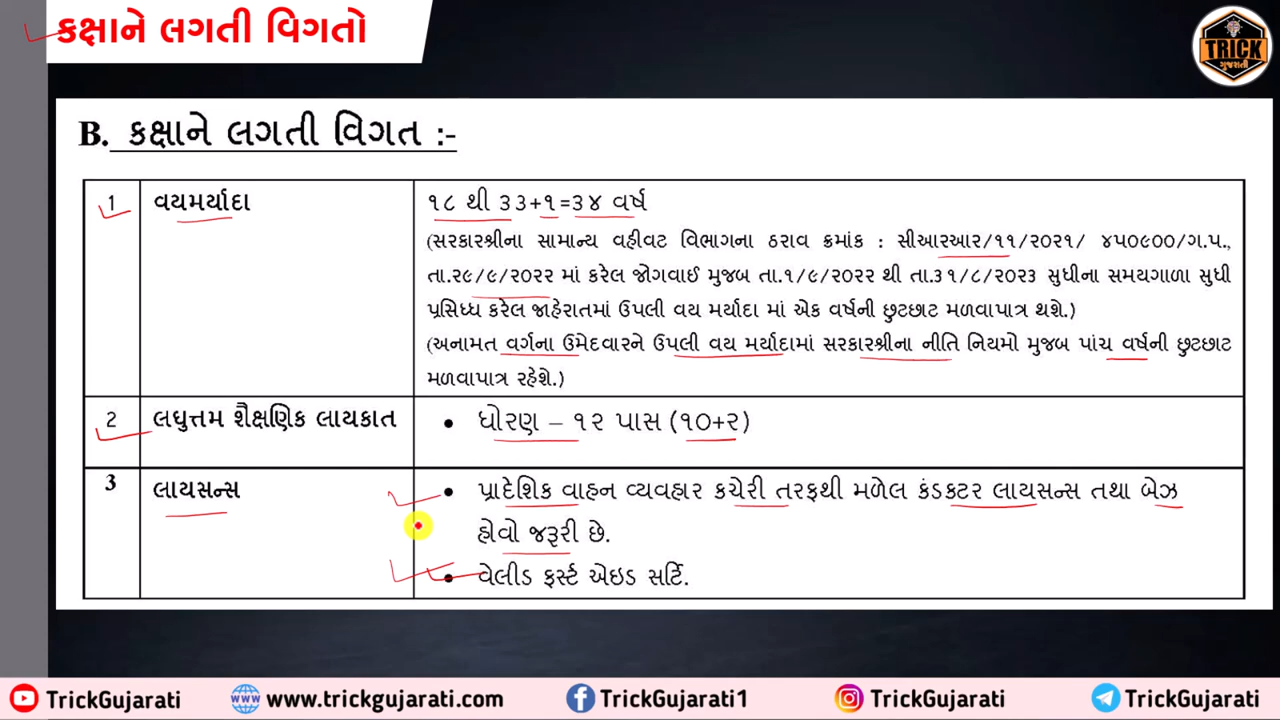 કક્ષાને લગતી વિગતો
TRICK
ગુજરાતી
B. કક્ષાને લગતી વિગત :-
1 વયમર્યાદા ૧૮ થી ૩૩+૧=૩૪ વર્ષ
(સરકારશ્રીના સામાન્ય વહીવટ વિભાગના ઠરાવ ક્રમાંક : સીઆરઆર/૧૧/૨૦૨૧/ ૪૫૦૯૦૦/ગ.પ.,
તા.૨૯/૯/૨૦૨૨ માં કરેલ જોગવાઈ મુજબ તા.૧/૯/૨૦૨૨ થી તા.૩૧/૮/૨૦૨૩ સુધીના સમયગાળા સુધી
પ્રસિધ્ધ કરેલ જાહેરાતમાં ઉપલી વય મર્યાદા માં એક વર્ષની છુટછાટ મળવાપાત્ર થશે.)
(અનામત વર્ગના ઉમેદવારને ઉપલી વય મર્યાદામાં સરકારશ્રીના નીતિ નિયમો મુજબ પાંચ વર્ષની છુટછાટ
મળવાપાત્ર રહેશે.)
2 લઘુત્તમ શૈક્ષણિક લાયકાત • ધોરણ – ૧૨ પાસ (૧૦+૨)
3 લાયસન્સ • પ્રાદેશિક વાહન વ્યવહાર કચેરી તરફથી મળેલ કંડકટર લાયસન્સ તથા બેઝ
હોવો જરૂરી છે.
• વેલીડ ફર્સ્ટ એઇડ સર્ટિ.
TrickGujarati www.trickgujarati.com TrickGujarati1 TrickGujarati TrickGujarati